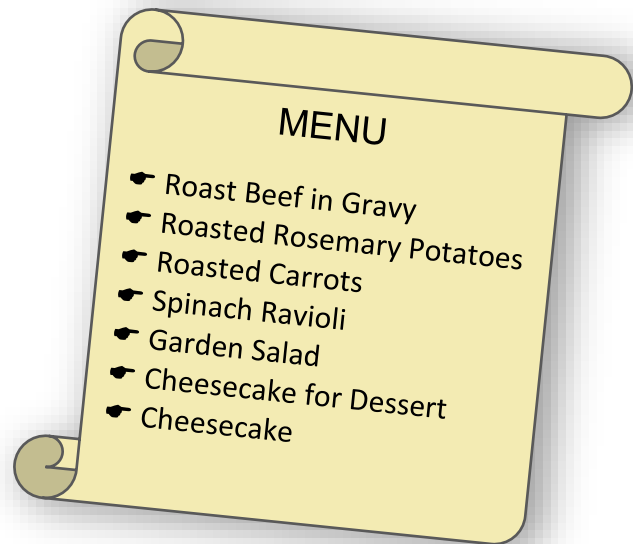 MENU
Roast Beef in Gravy
Roasted Rosemary Potatoes
Roasted Carrots
Spinach Ravioli
Garden Salad
Cheesecake for Dessert
Cheesecake